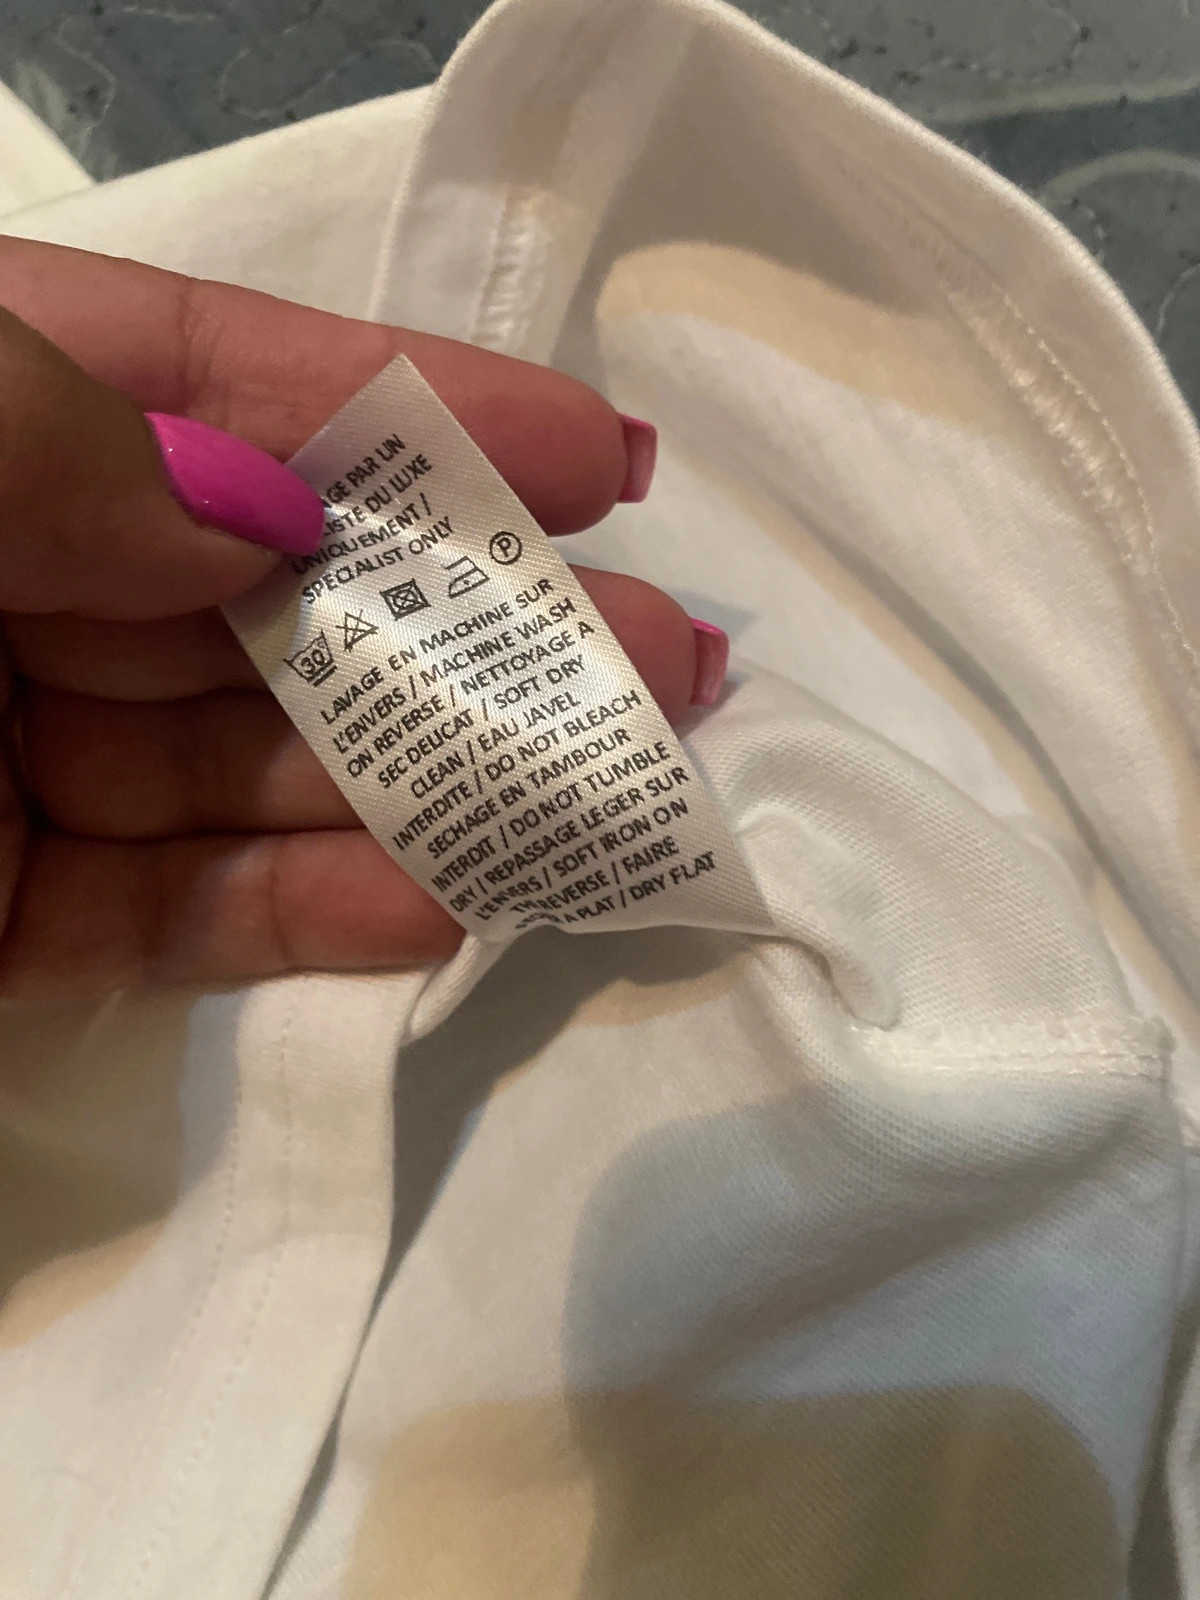 GE PAR UN
LISTE DU LUXE
UNIQUEMENT /
SPECIALIST ONLY
30 P
LAVAGE EN MACHINE SUR
L'ENVERS / MACHINE WASH
ON REVERSE / NETTOYAGE A
SEC DELICAT / SOFT DRY
CLEAN / EAU JAVEL
INTERDITE / DO NOT BLEACH
SECHAGE EN TAMBOUR
INTERDIT / DO NOT TUMBLE
DRY / REPASSAGE LEGER SUR
L'ENVERS / SOFT IRON ON
REVERSE / FAIRE
A PLAT / DRY FLAT